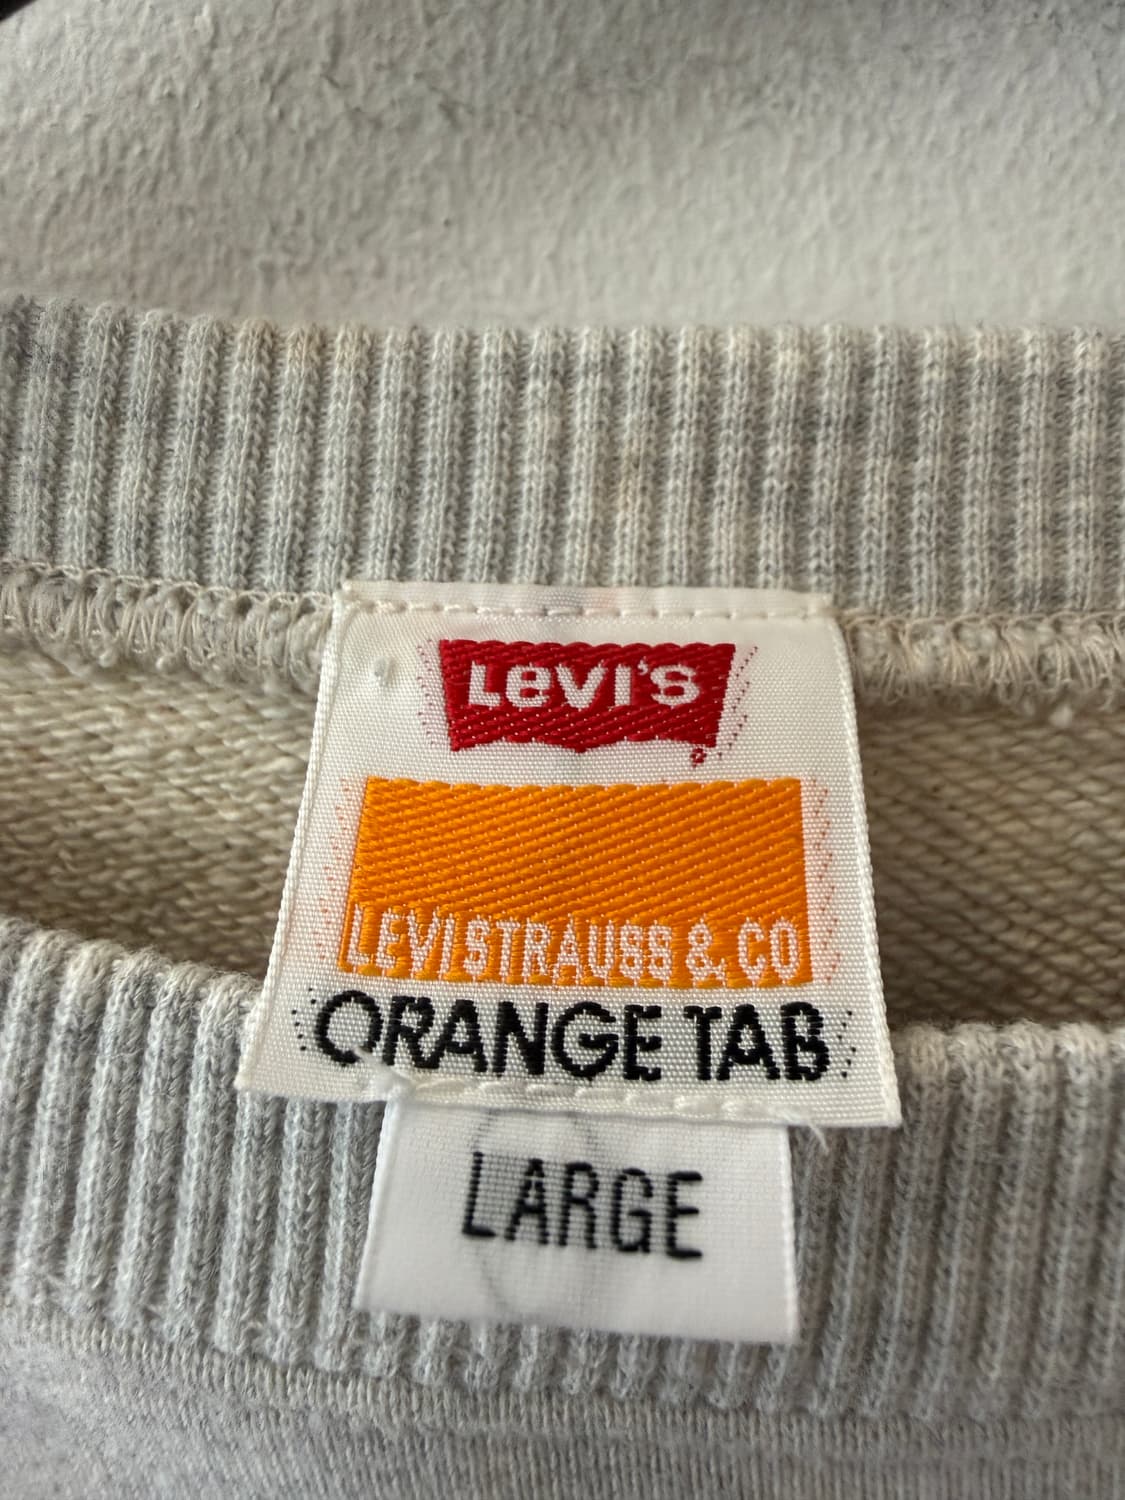 Levi's
LEVI STRAUSS & CO
ORANGE TAB
LARGE